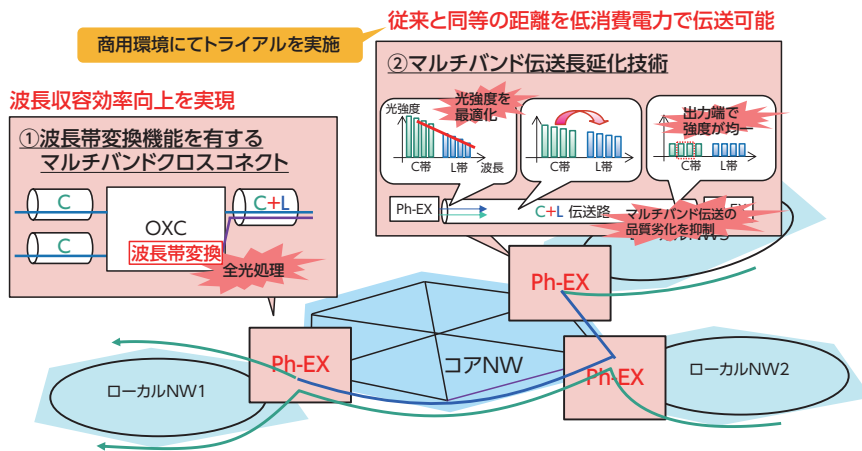 従来と同等の距離を低消費電力で伝送可能
商用環境にてトライアルを実施
②マルチバンド伝送長延化技術
光強度
光強度を
最適化
C帯
L帯
波長
C帯
L帯
出力端で
強度が均一
C帯
L帯
Ph-EX
C+L 伝送路
マルチバンド伝送の
品質劣化を抑制
波長収容効率向上を実現
①波長帯変換機能を有する
マルチバンドクロスコネクト
C
C
OXC
波長帯変換
C+L
全光処理
Ph-EX
Ph-EX
Ph-EX
コアNW
ローカルNW1
ローカルNW2